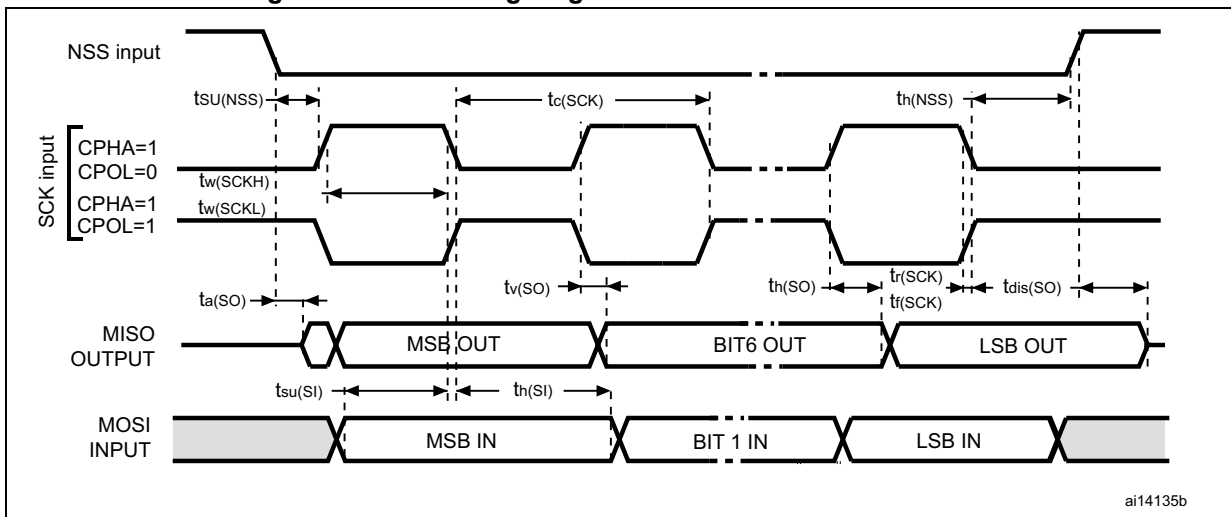 NSS input
tSU(NSS)
tc(SCK)
th(NSS)
SCK input
CPHA=1
CPOL=0
tw(SCKH)
CPHA=1
tw(SCKL)
CPOL=1
ta(SO)
tv(SO)
th(SO)
tr(SCK)
tf(SCK)
tdis(SO)
MISO
OUTPUT
MSB OUT
BIT6 OUT
LSB OUT
tsu(SI)
th(SI)
MOSI
INPUT
MSB IN
BIT 1 IN
LSB IN
ai14135b